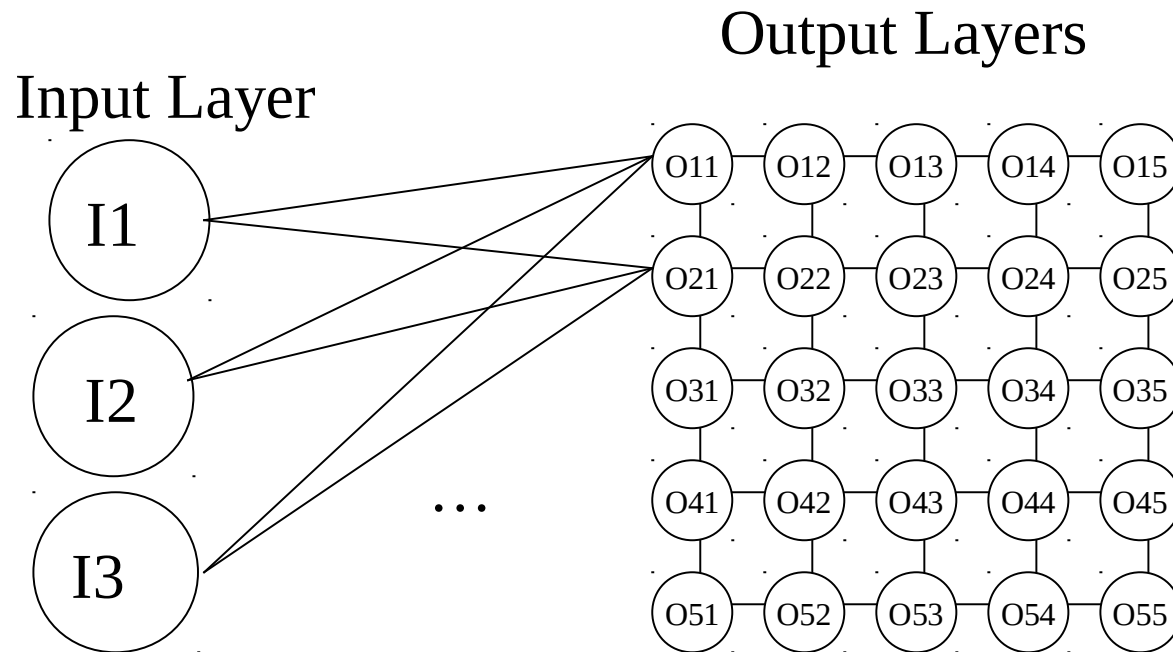 Output Layers
Input Layer
I1
I2
I3
...
O11 O12 O13 O14 O15
O21 O22 O23 O24 O25
O31 O32 O33 O34 O35
O41 O42 O43 O44 O45
O51 O52 O53 O54 O55